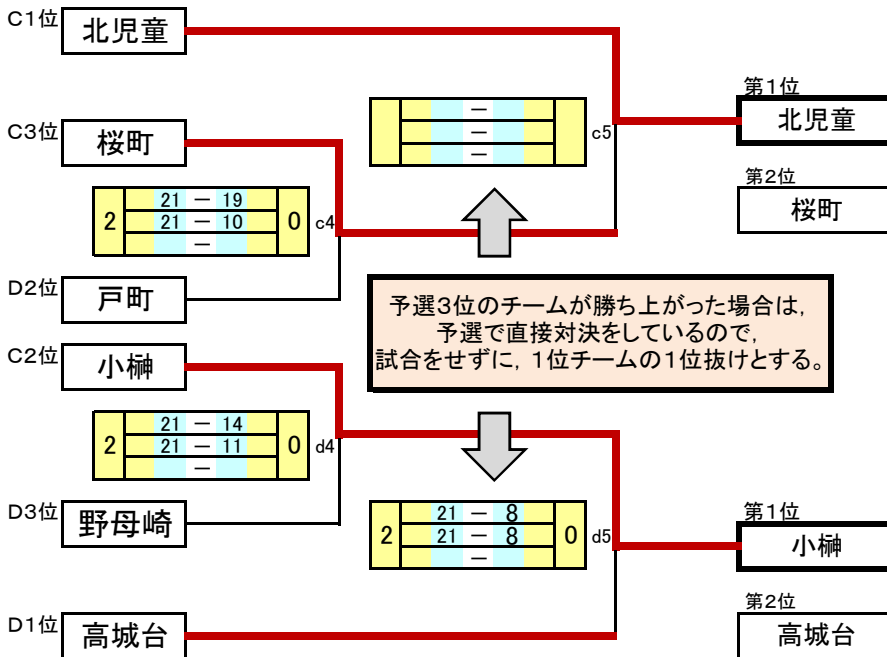 C1位 北児童
第1位
北児童
－
－
－
c5
C3位 桜町
第2位
桜町
2 21 － 19 0 c4
21 － 10
－
D2位 戸町
予選3位のチームが勝ち上がった場合は，
予選で直接対決をしているので，
試合をせずに，1位チームの1位抜けとする。
C2位 小榊
2 21 － 14 0 d4
21 － 11
－
D3位 野母崎
2 21 － 8 0 d5
21 － 8
－
第1位
小榊
D1位 高城台
第2位
高城台